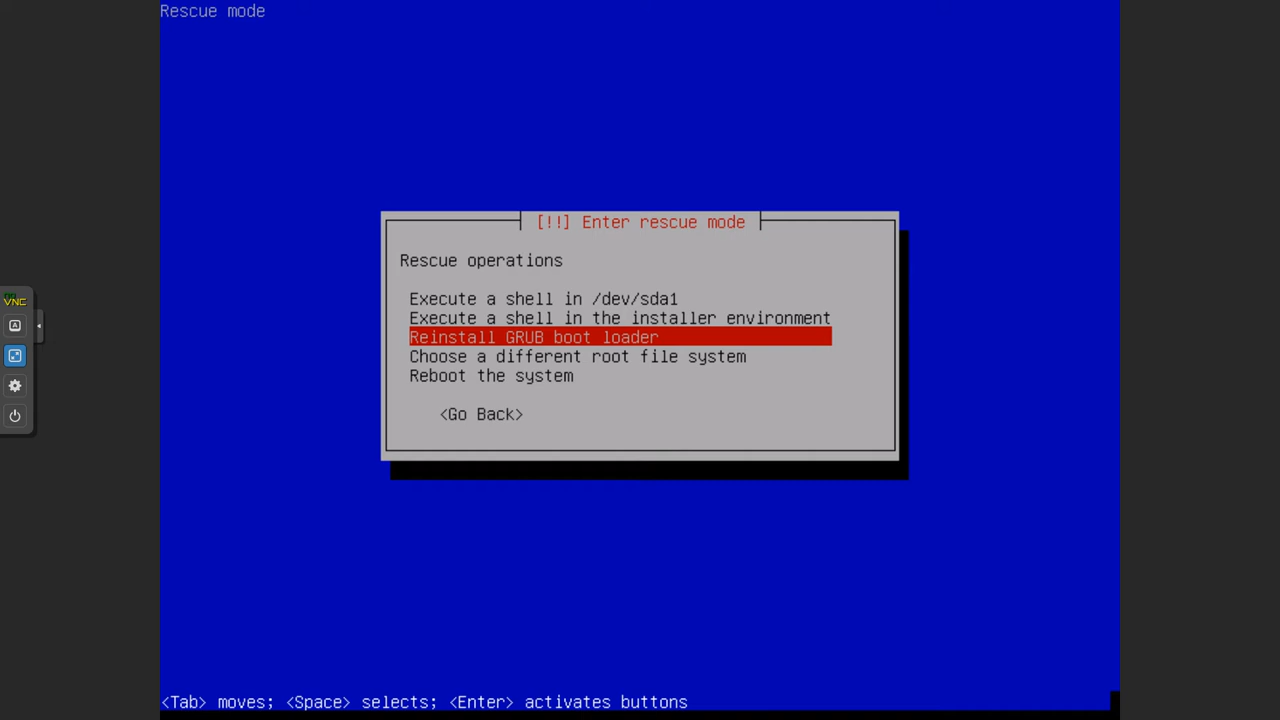 Rescue mode
[!!] Enter rescue mode
Rescue operations
Execute a shell in /dev/sda1
Execute a shell in the installer environment
Reinstall GRUB boot loader
Choose a different root file system
Reboot the system
<Go Back>
VNC
A
<Tab> moves; <Space> selects; <Enter> activates buttons